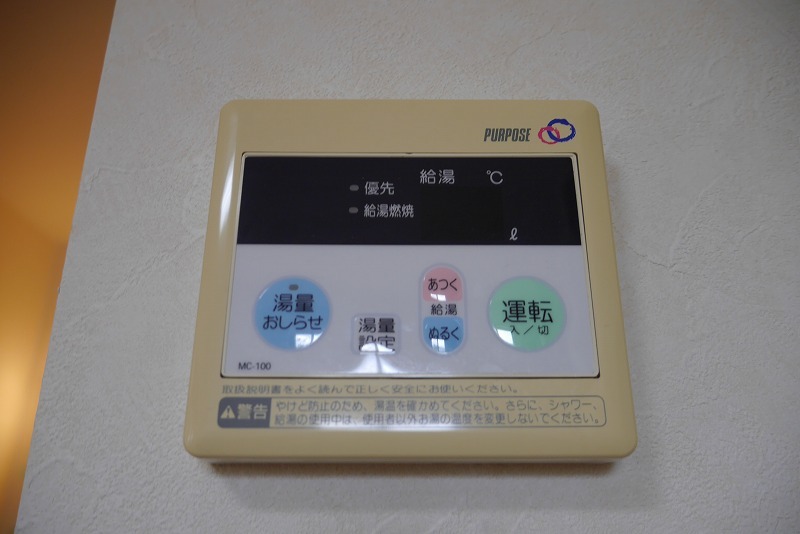 PURPOSE
給湯 ℃
優先
給湯燃焼
ℓ
湯量
おしらせ
湯量
設定
あつく
給湯
ぬるく
運転
入/切
MC-100
取扱説明書をよく読んで正しく安全にお使いください。
警告
やけど防止のため、湯温を確かめてください。さらに、シャワー、
給湯の使用中は、使用者以外お湯の温度を変更しないでください。